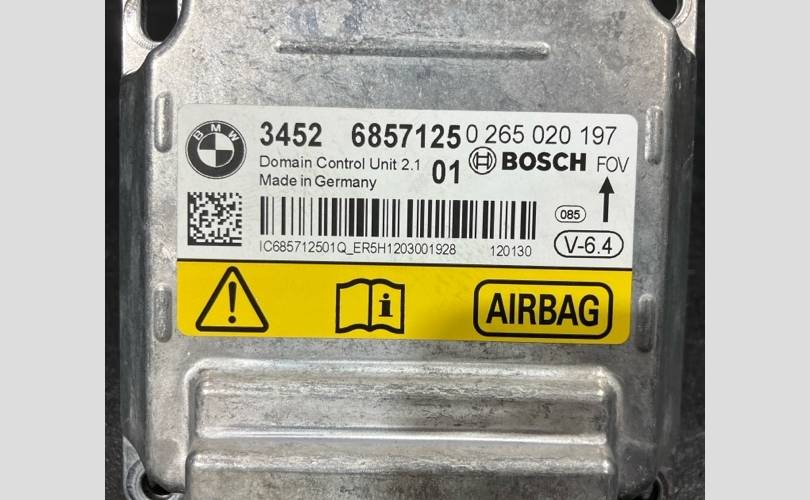 BMW
3452 6857125 0 265 020 197
Domain Control Unit 2.1 01 BOSCH FOV
Made in Germany
085
IC685712501Q_ER5H1203001928 120130 V-6.4
i AIRBAG